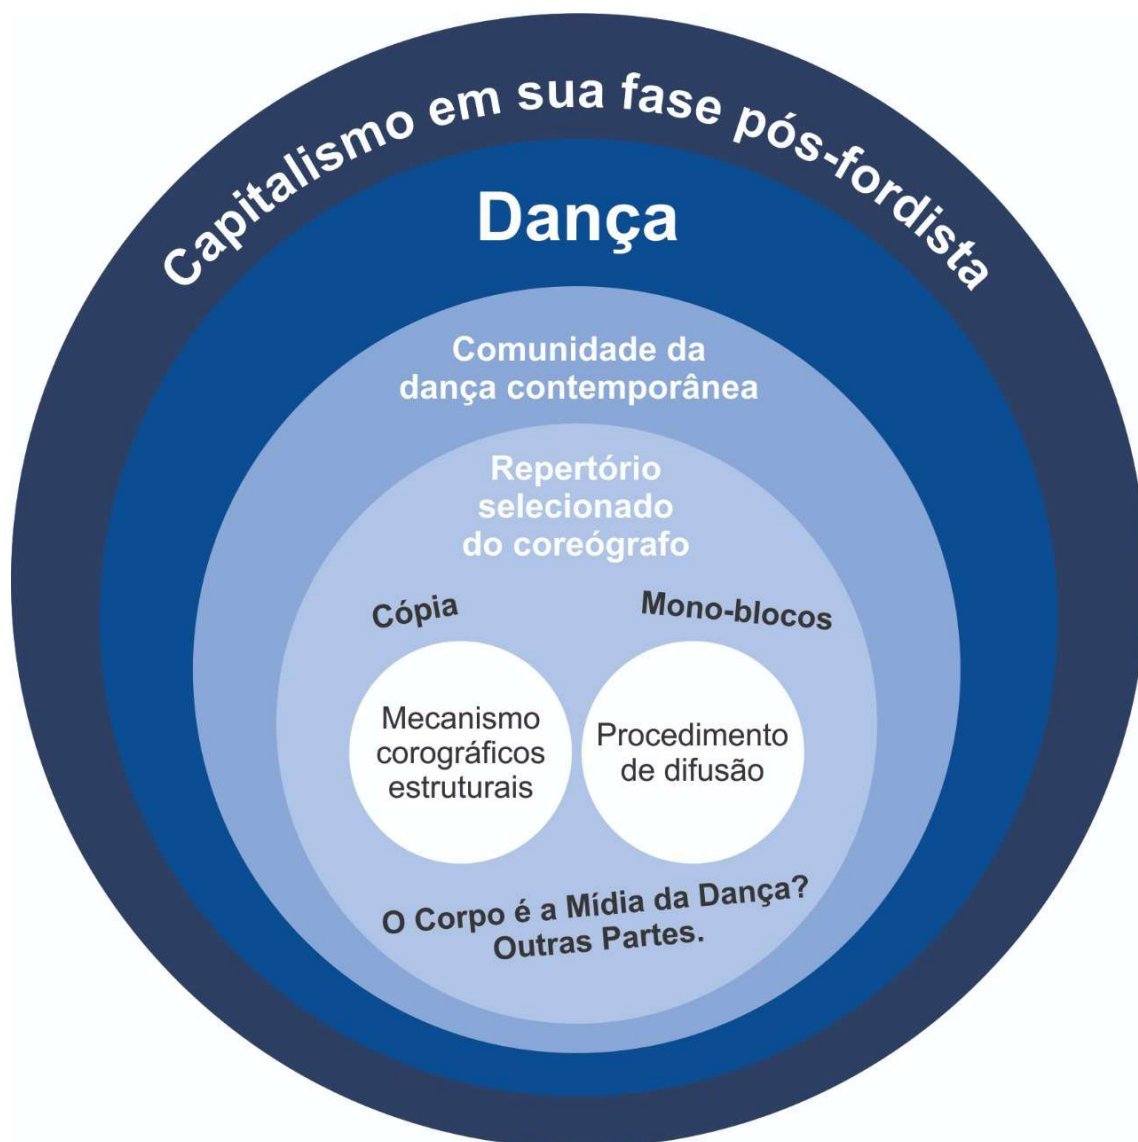 Capitalismo em sua fase pós-fordista
Dança
Comunidade da
dança contemporânea
Repertório
selecionado
do coreógrafo
Cópia
Mono-blocos
Mecanismo
corográficos
estruturais
Procedimento
de difusão
O Corpo é a Mídia da Dança?
Outras Partes.